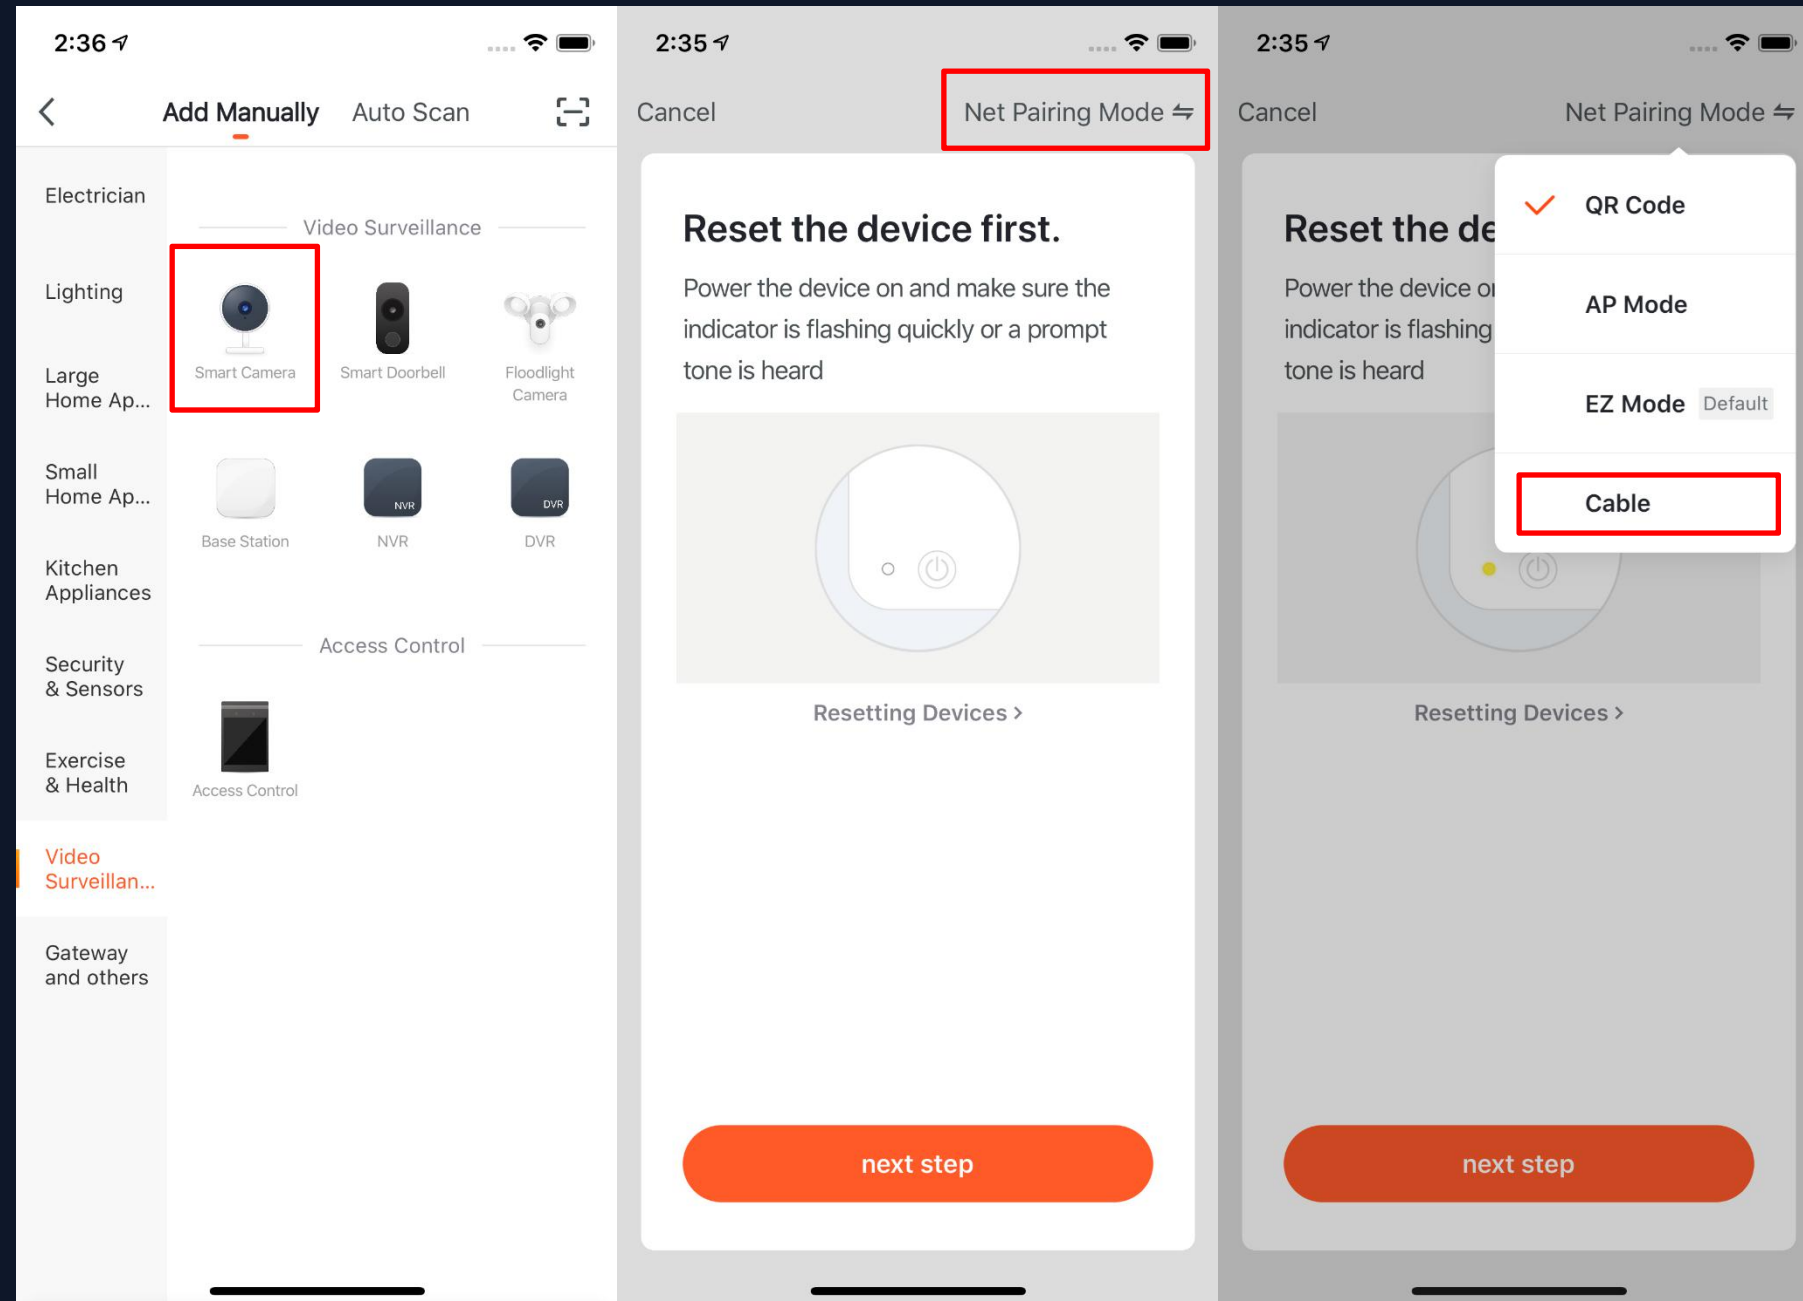 2:36
Add Manually
Auto Scan
Electrician
Lighting
Large
Home Ap...
Small
Home Ap...
Kitchen
Appliances
Security
& Sensors
Exercise
& Health
Video
Surveillan...
Gateway
and others
Video Surveillance
Smart Camera
Smart Doorbell
Floodlight
Camera
NVR
DVR
Base Station
NVR
DVR
Access Control
Access Control
2:35
Cancel
Net Pairing Mode
Reset the device first.
Power the device on and make sure the
indicator is flashing quickly or a prompt
tone is heard
Resetting Devices >
next step
2:35
Cancel
Net Pairing Mode
Reset the de
Power the device o
indicator is flashing
tone is heard
QR Code
AP Mode
EZ Mode Default
Cable
Resetting Devices >
next step